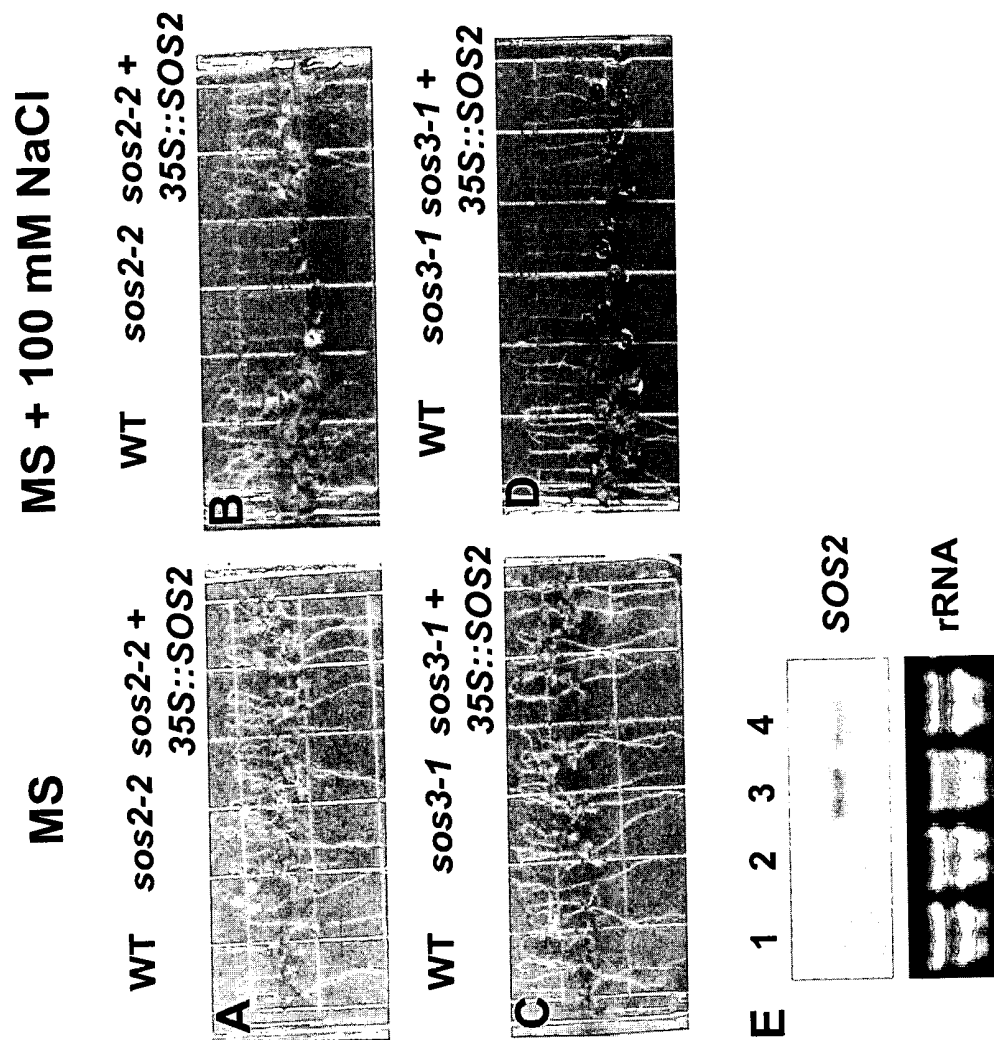 MS
MS + 100 mM NaCl
WT sos2-2 sos2-2 +
35S::SOS2
A
WT sos2-2 sos2-2 +
35S::SOS2
B
WT sos3-1 sos3-1 +
35S::SOS2
C
WT sos3-1 sos3-1 +
35S::SOS2
D
E
1 2 3 4
SOS2
rRNA